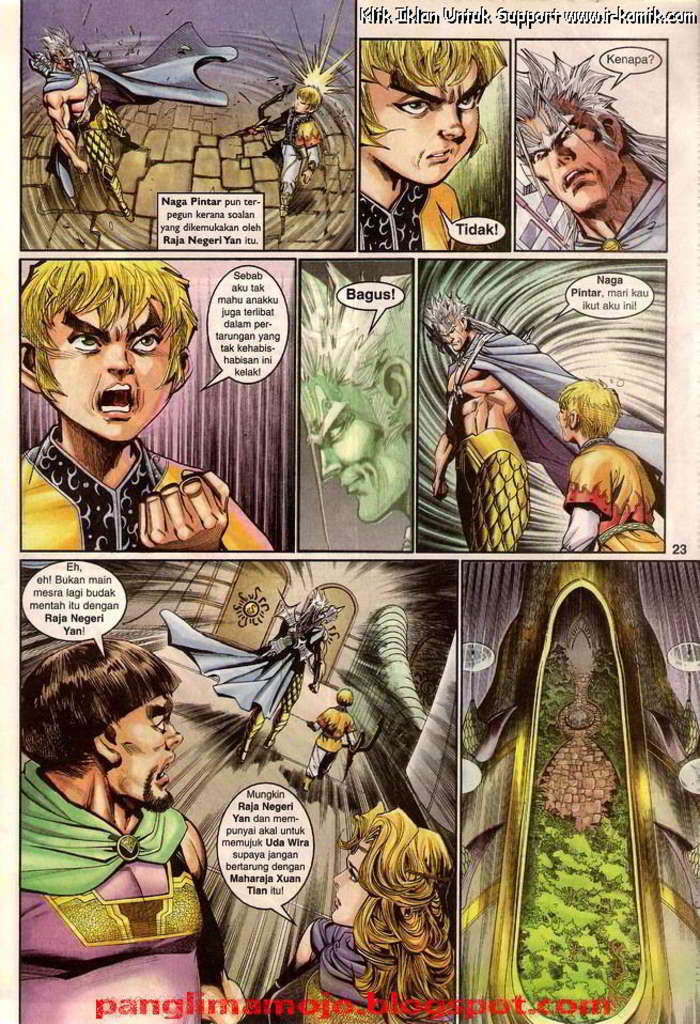 Klik Iklan Untuk Support www.ir-komik.com
Naga Pintar pun ter-
pegun kerana soalan
yang dikemukakan oleh
Raja Negeri Yan itu.
Tidak!
Kenapa?
Sebab
aku tak
mahu anakku
juga terlibat
dalam per-
tarungan yang
tak kehabis-
habisan ini
kelak!
Bagus!
Naga
Pintar, mari kau
ikut aku ini!
23
Eh,
eh! Bukan main
mesra lagi budak
mentah itu dengan
Raja Negeri
Yan!
Mungkin
Raja Negeri
Yan dan mem-
punyai akal untuk
memujuk Uda Wira
supaya jangan
bertarung dengan
Maharaja Xuan
Tian itu!
panglimamojo.blogspot.com